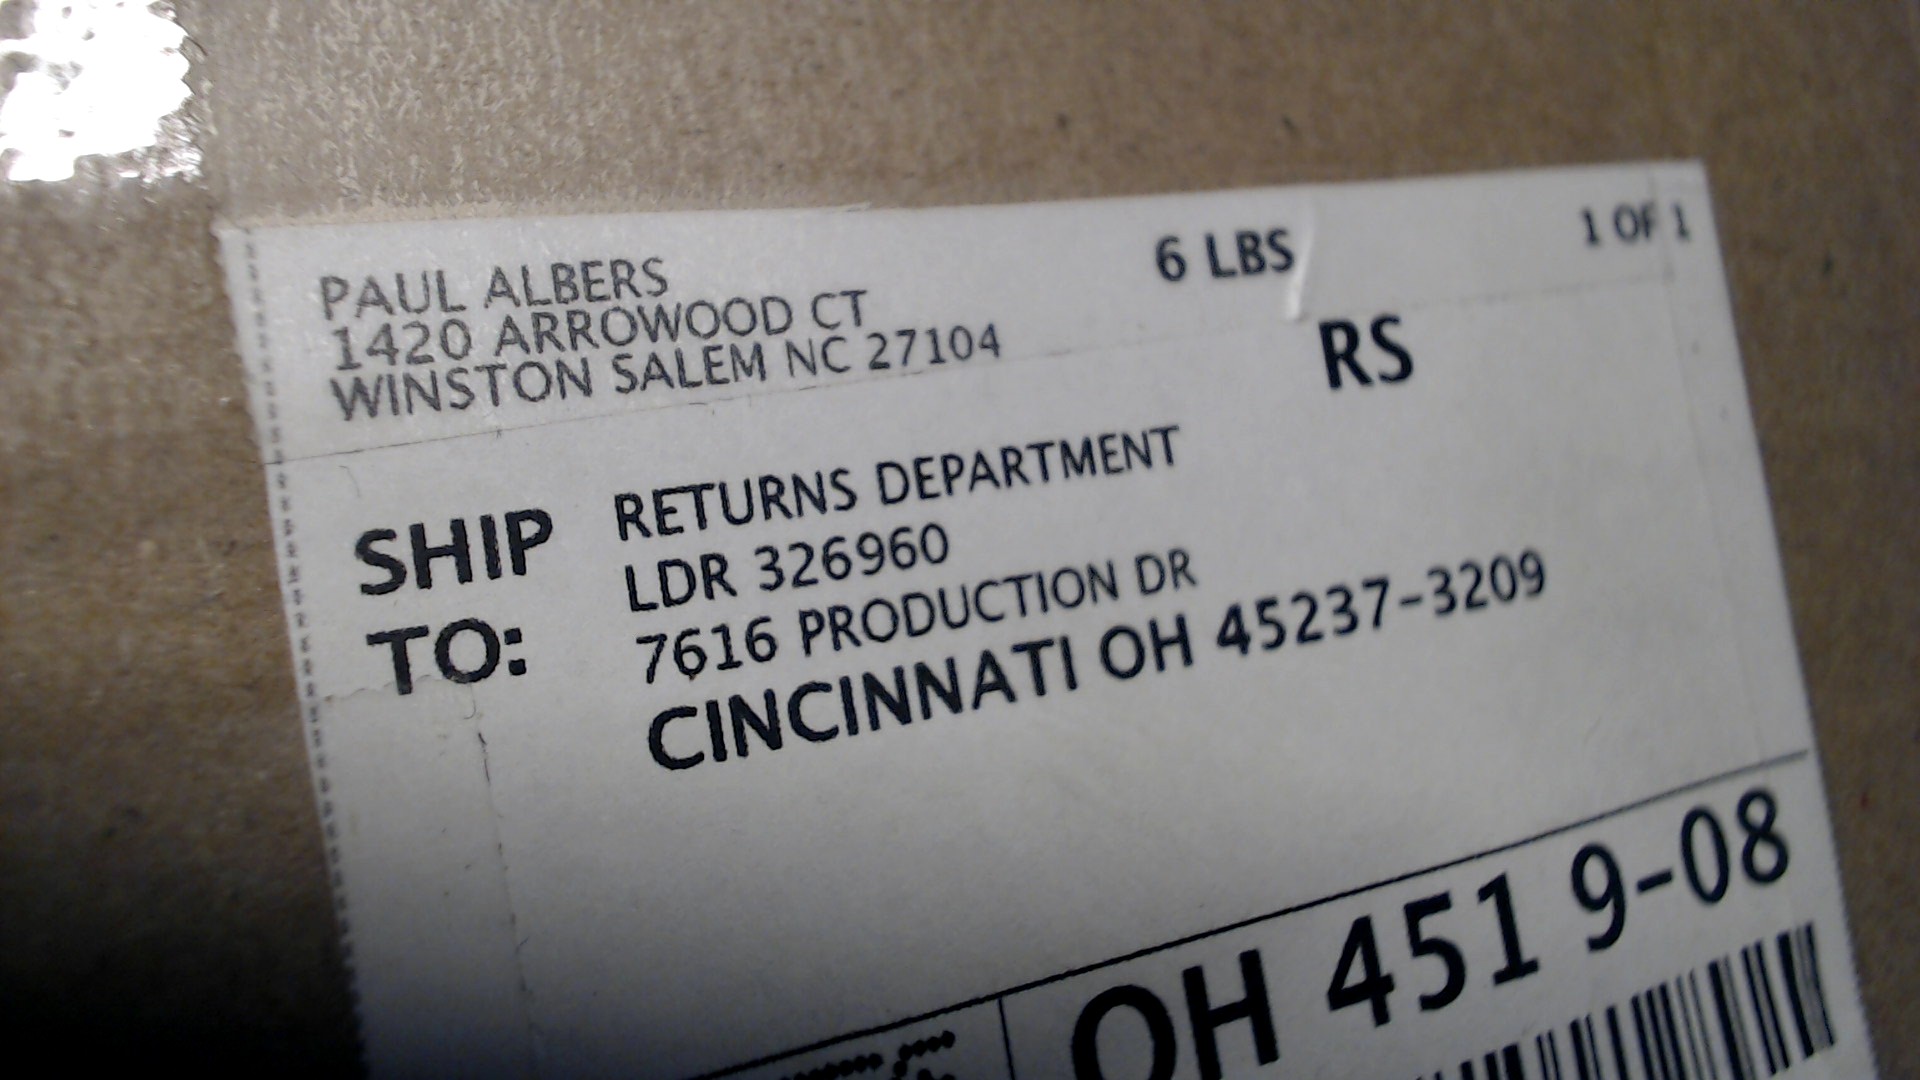 PAUL ALBERS
1420 ARROWOOD CT
WINSTON SALEM NC 27104
6 LBS
1 OF 1
RS
SHIP TO:
RETURNS DEPARTMENT
LDR 326960
7616 PRODUCTION DR
CINCINNATI OH 45237-3209
OH 451 9-08